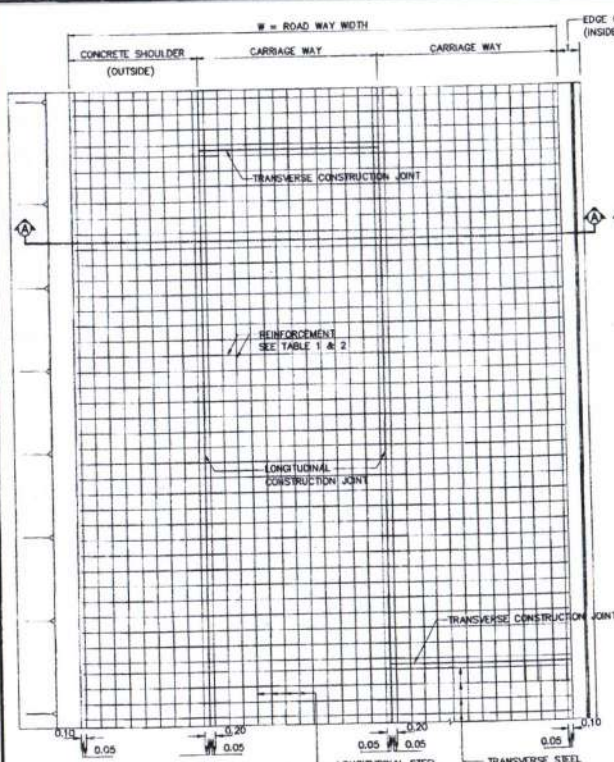 W = ROAD WAY WIDTH
EDGE
(INSIDE
CONCRETE SHOULDER
(OUTSIDE)
CARRIAGE WAY
CARRIAGE WAY
TRANSVERSE CONSTRUCTION JOINT
A
A
REINFORCEMENT
SEE TABLE 1 & 2
LONGITUDINAL
CONSTRUCTION JOINT
TRANSVERSE CONSTRUCTION JOINT
0.10
0.20
0.20
0.10
0.05
0.05
0.05
0.05
0.05
LONGITUDINAL STEEL
TRANSVERSE STEEL